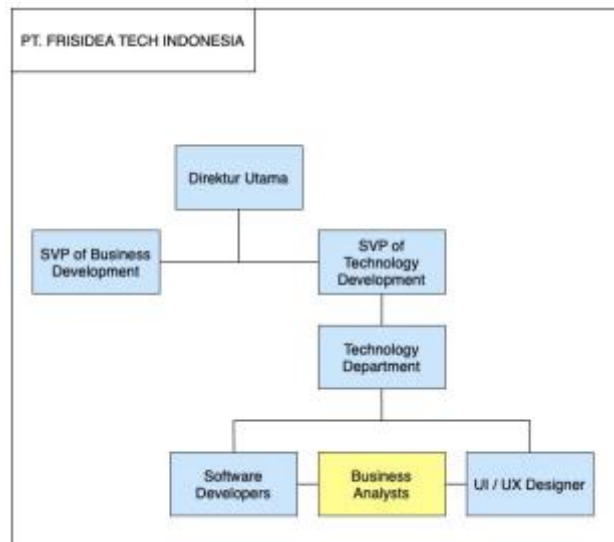 PT. FRISIDEA TECH INDONESIA
Direktur Utama
SVP of Business
Development
SVP of
Technology
Development
Technology
Department
Software
Developers
Business
Analysts
UI / UX Designer